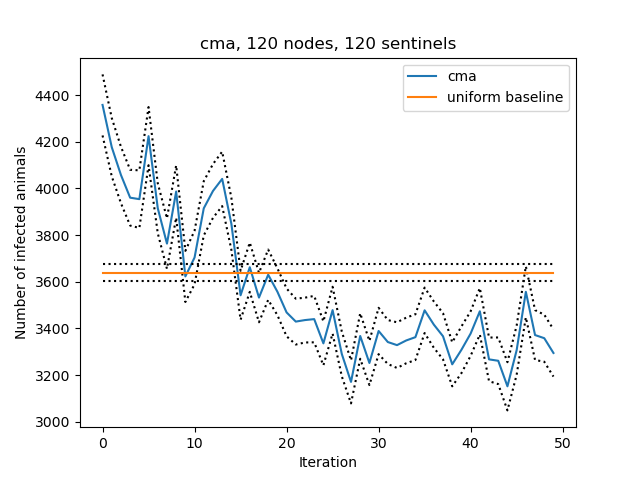 cma, 120 nodes, 120 sentinels
cma
uniform baseline
Number of infected animals
4400
4200
4000
3800
3600
3400
3200
3000
0 10 20 30 40 50
Iteration